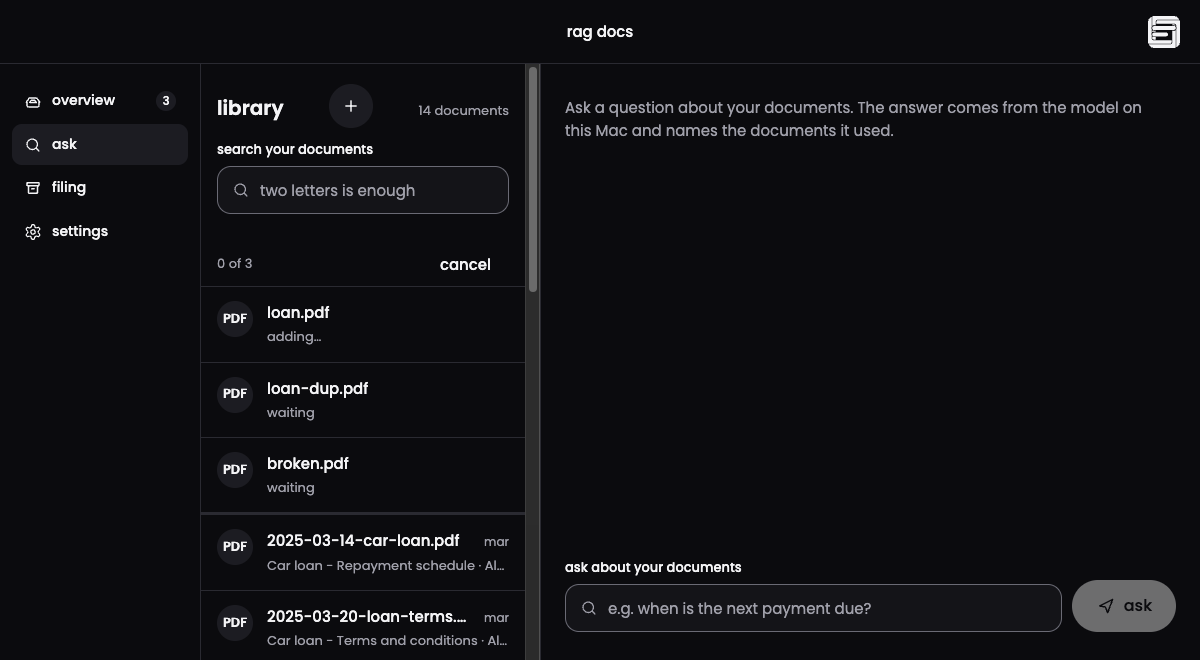 rag docs
overview 3
ask
filing
settings
library
14 documents
search your documents
two letters is enough
0 of 3 cancel
PDF loan.pdf
adding…
PDF loan-dup.pdf
waiting
PDF broken.pdf
waiting
PDF 2025-03-14-car-loan.pdf mar
Car loan - Repayment schedule · Al…
PDF 2025-03-20-loan-terms.… mar
Car loan - Terms and conditions · Al…
Ask a question about your documents. The answer comes from the model on
this Mac and names the documents it used.
ask about your documents
e.g. when is the next payment due?
ask